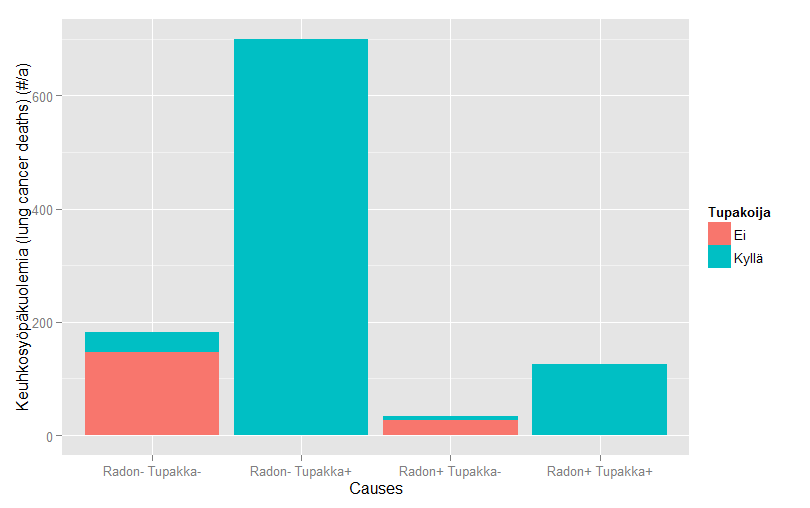 Keuhkosyöpäkuolemia (lung cancer deaths) (#/a)
600
400
200
0
Radon- Tupakka-
Radon- Tupakka+
Radon+ Tupakka-
Radon+ Tupakka+
Causes
Tupakoija
Ei
Kyllä